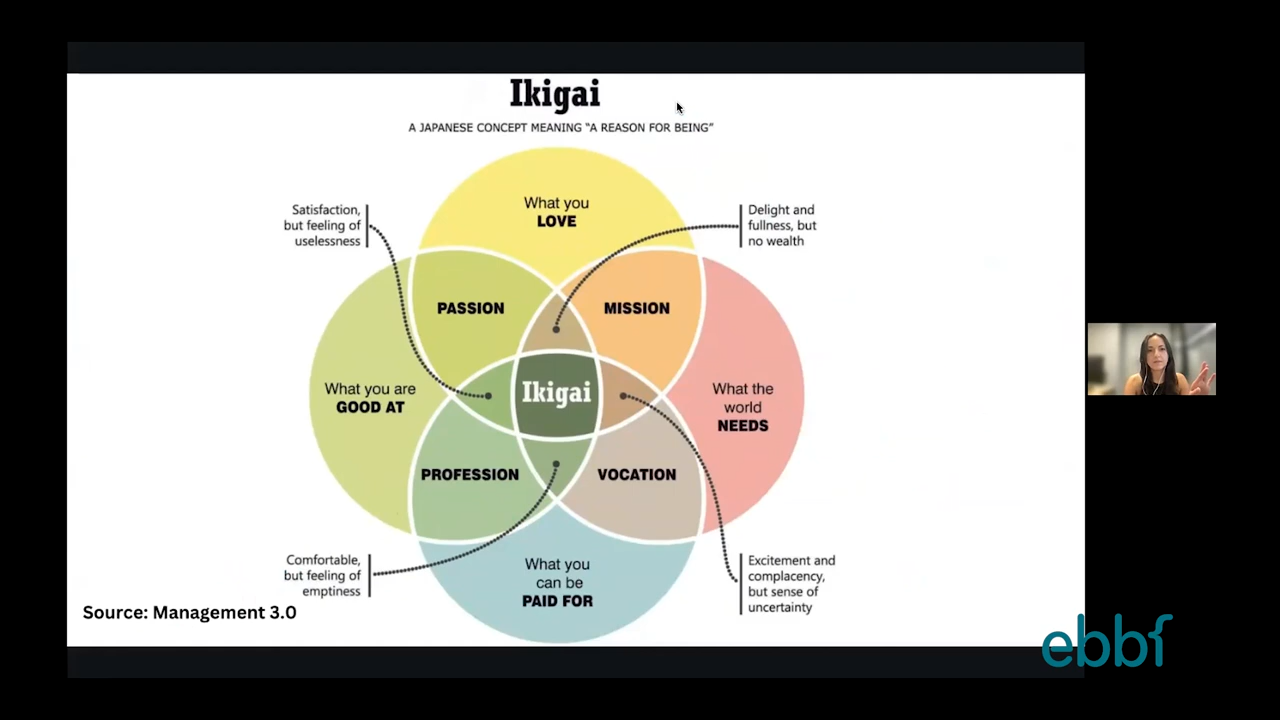 Ikigai
A JAPANESE CONCEPT MEANING “A REASON FOR BEING”
What you
LOVE
Satisfaction,
but feeling of
uselessness
Delight and
fullness, but
no wealth
PASSION
MISSION
What you are
GOOD AT
Ikigai
What the
world
NEEDS
PROFESSION
VOCATION
What you
can be
PAID FOR
Comfortable,
but feeling of
emptiness
Excitement and
complacency,
but sense of
uncertainty
Source: Management 3.0
ebbf